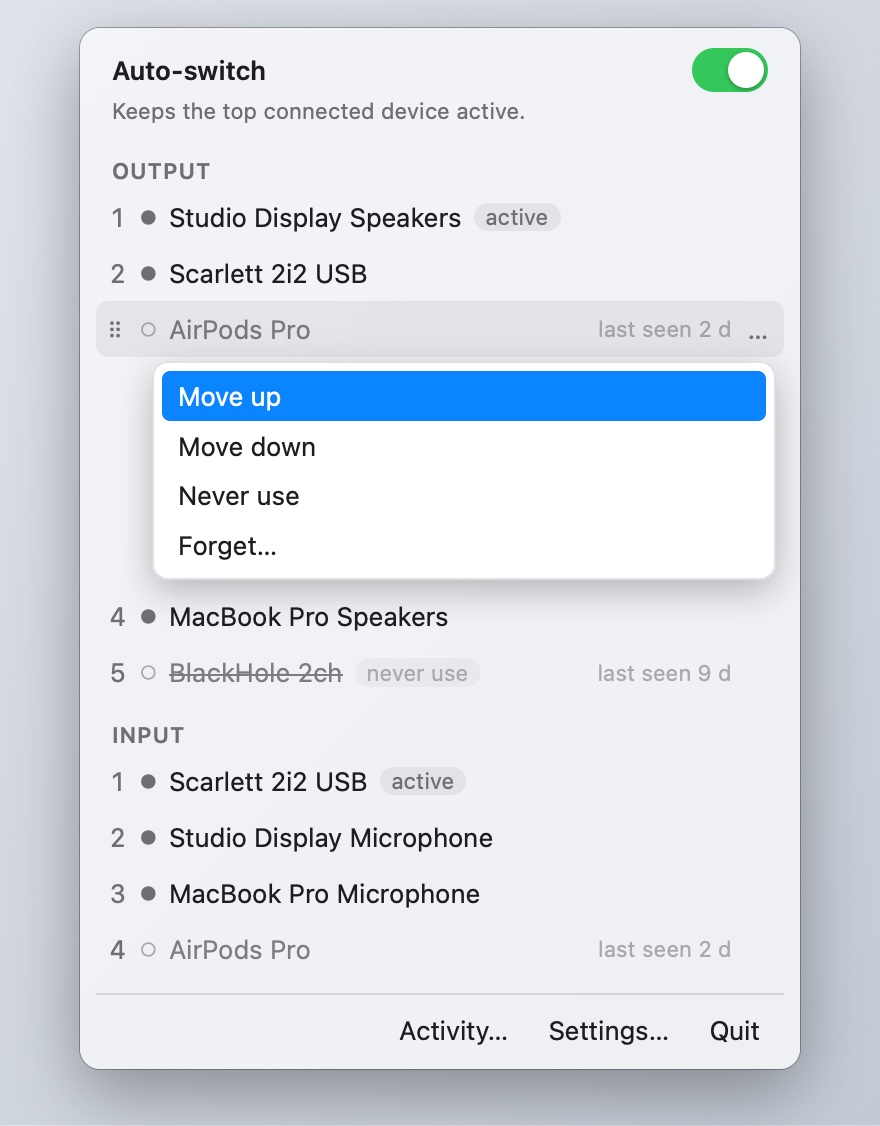 Auto-switch
Keeps the top connected device active.
OUTPUT
1 Studio Display Speakers active
2 Scarlett 2i2 USB
AirPods Pro last seen 2 d ...
Move up
Move down
Never use
Forget...
4 MacBook Pro Speakers
5 BlackHole 2ch never use last seen 9 d
INPUT
1 Scarlett 2i2 USB active
2 Studio Display Microphone
3 MacBook Pro Microphone
4 AirPods Pro last seen 2 d
Activity... Settings... Quit